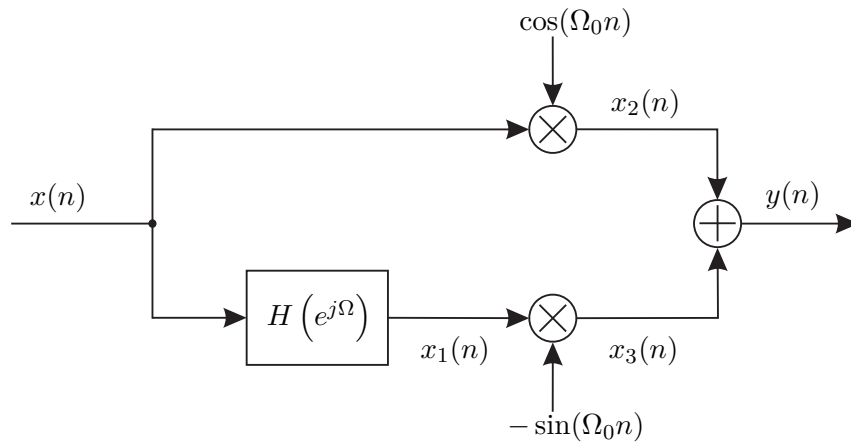 cos(Ω₀n)
x₂(n)
x(n)
y(n)
H(e^{jΩ})
x₁(n)
x₃(n)
− sin(Ω₀n)